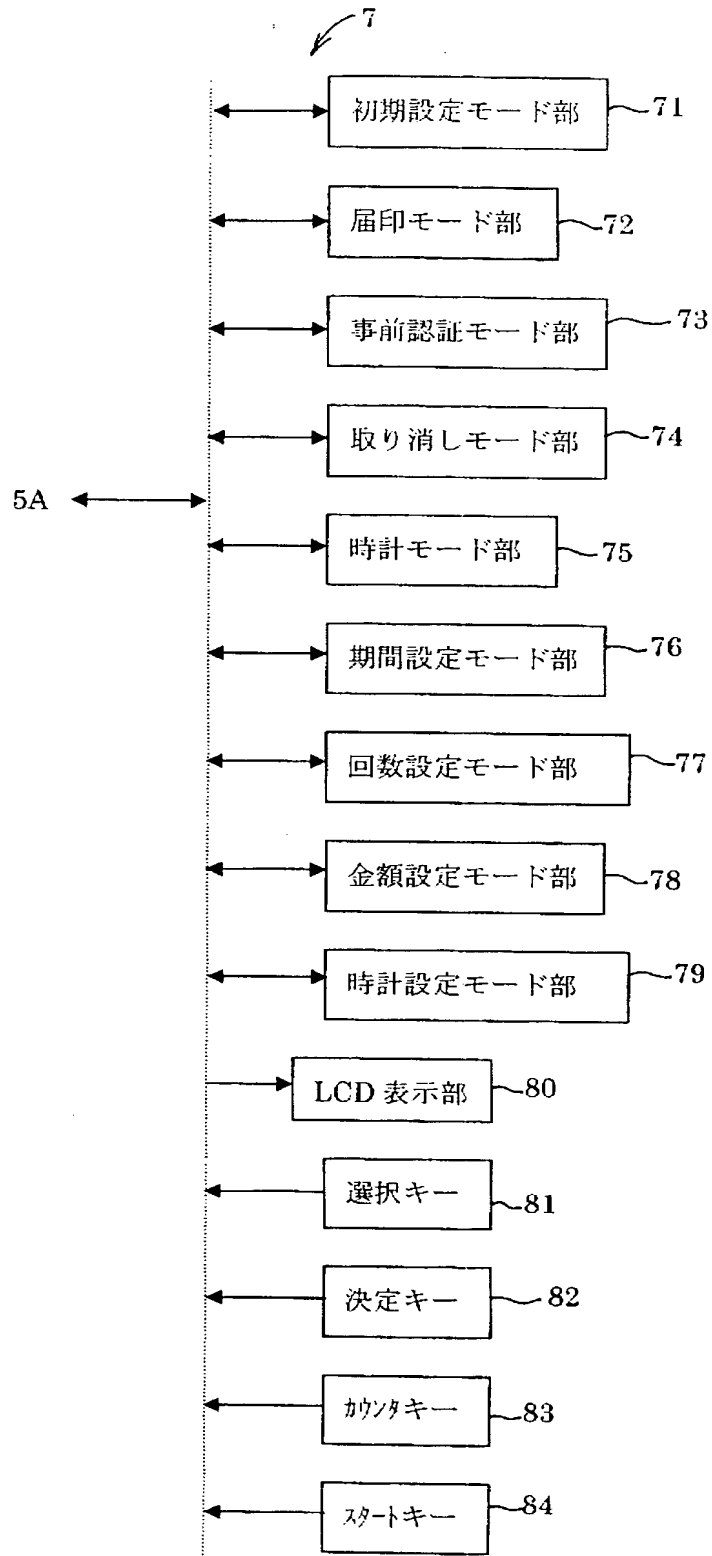 7
初期設定モード部 71
届印モード部 72
事前認証モード部 73
取り消しモード部 74
5A
時計モード部 75
期間設定モード部 76
回数設定モード部 77
金額設定モード部 78
時計設定モード部 79
LCD 表示部 80
選択キー 81
決定キー 82
カウンタキー 83
スタートキー 84